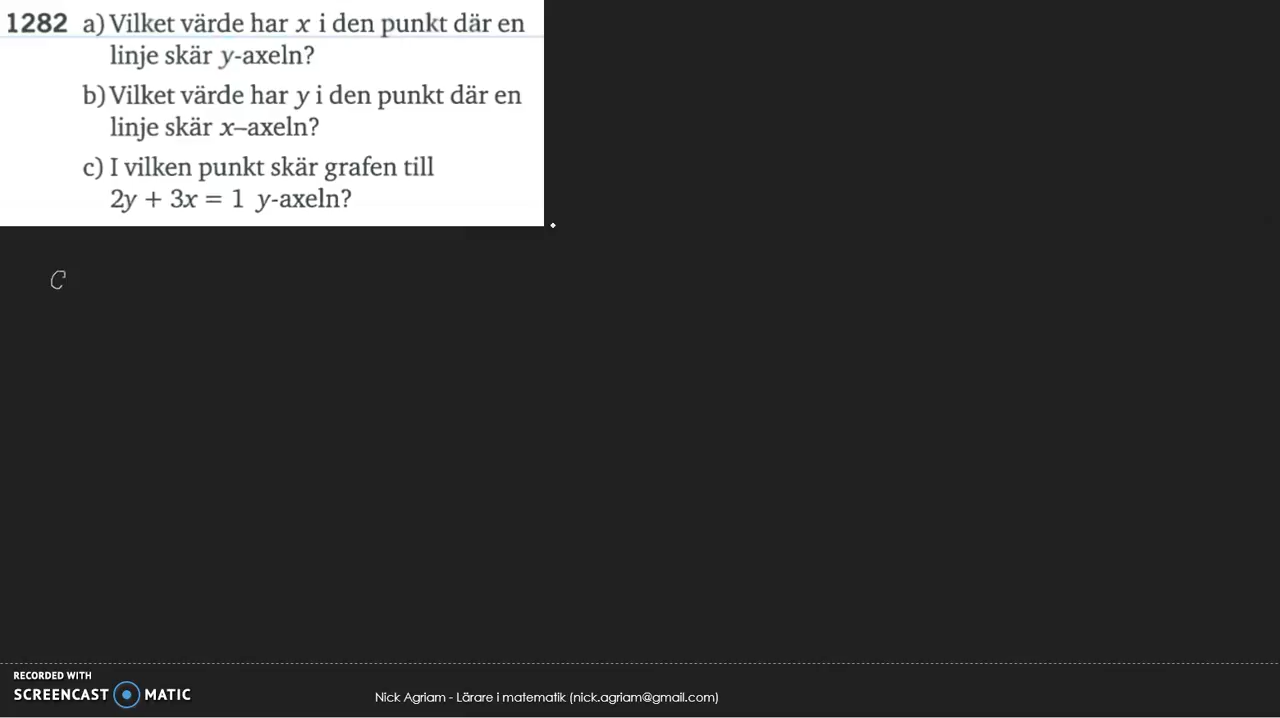 1282 a) Vilket värde har x i den punkt där en
linje skär y-axeln?
b) Vilket värde har y i den punkt där en
linje skär x–axeln?
c) I vilken punkt skär grafen till
2y + 3x = 1 y-axeln?
C
RECORDED WITH
SCREENCAST MATIC
Nick Agriam - Lärare i matematik (nick.agriam@gmail.com)